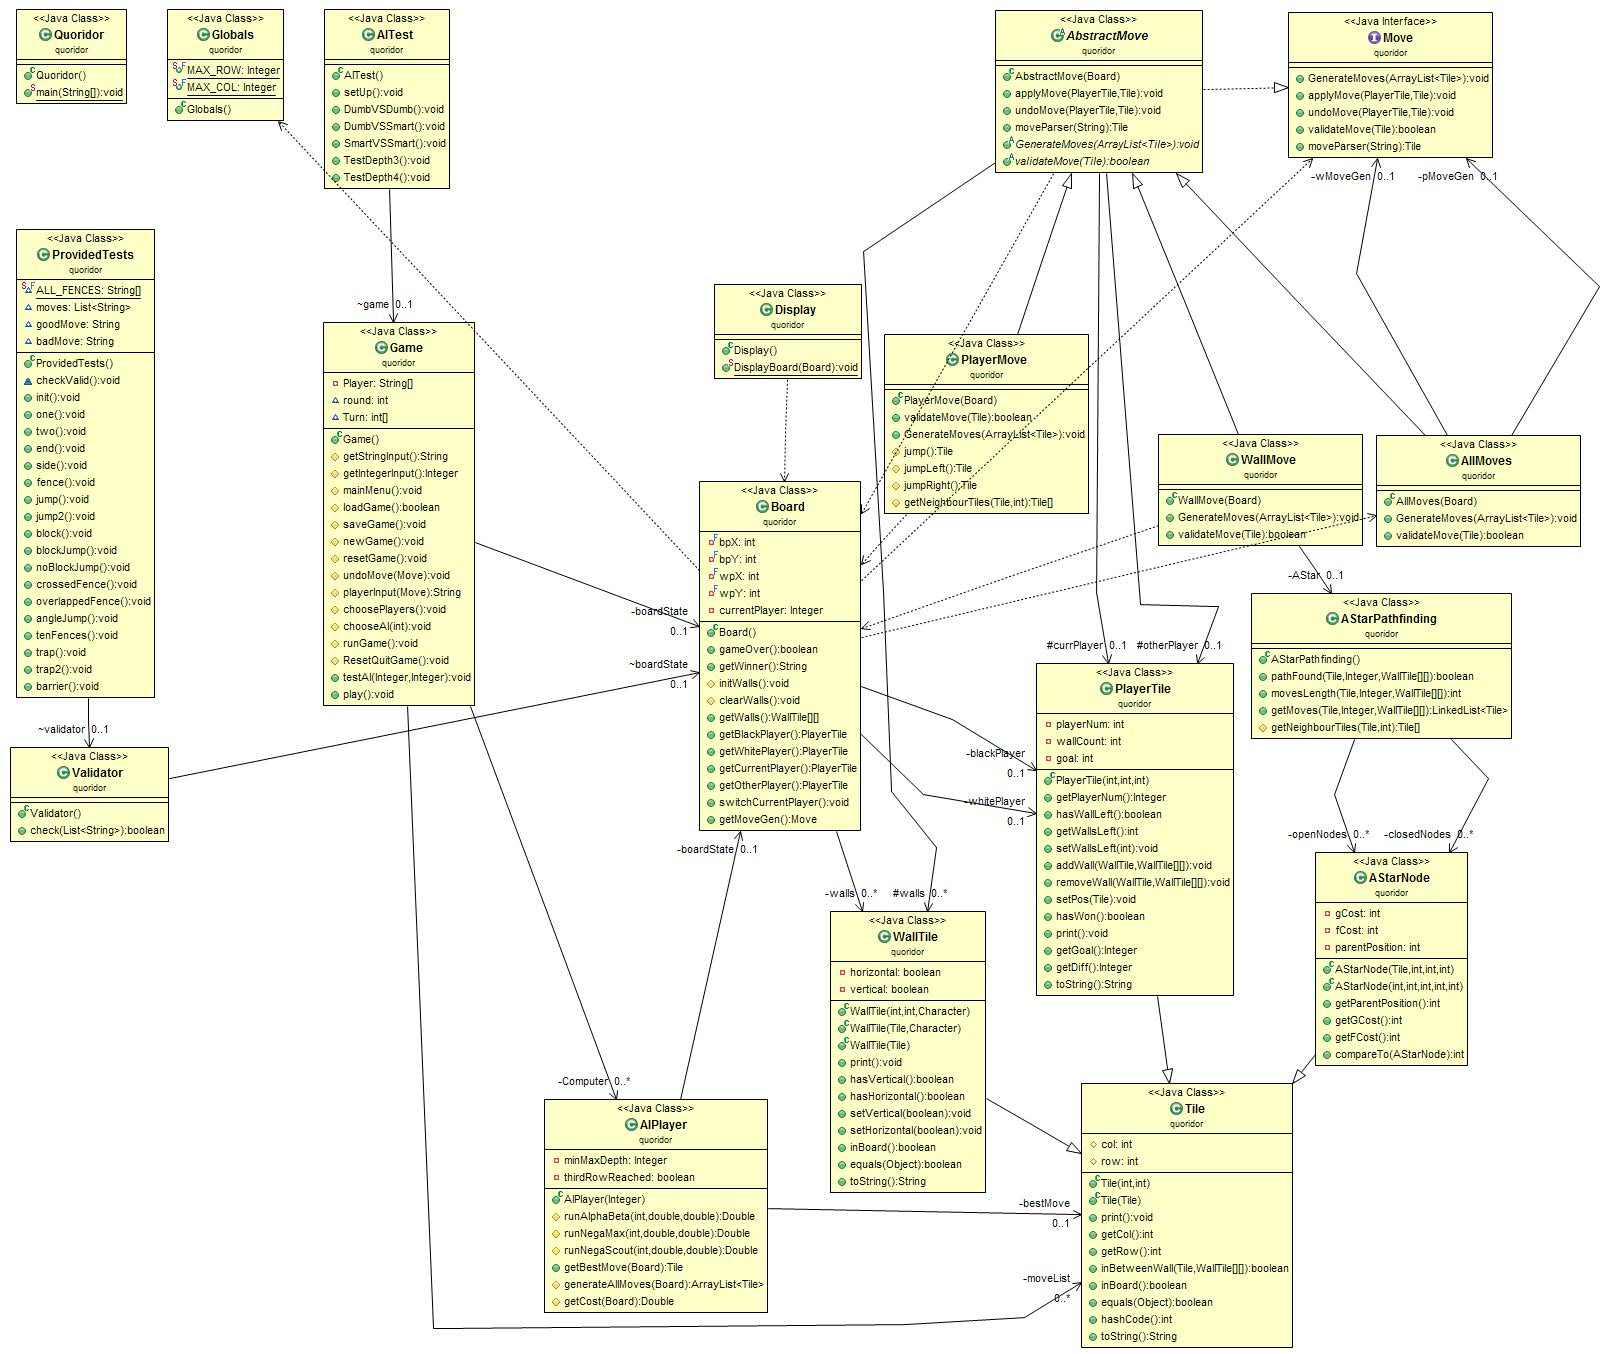 <<Java Class>>
Quoridor
quoridor
Quoridor()
main(String[]):void
<<Java Class>>
Globals
quoridor
MAX_ROW: Integer
MAX_COL: Integer
Globals()
<<Java Class>>
AITest
quoridor
AITest()
setUp():void
DumbVSDumb():void
DumbVSSmart():void
SmartVSSmart():void
TestDepth3():void
TestDepth4():void
<<Java Class>>
AbstractMove
quoridor
AbstractMove(Board)
applyMove(PlayerTile,Tile):void
undoMove(PlayerTile,Tile):void
moveParser(String):Tile
GenerateMoves(ArrayList<Tile>):void
validateMove(Tile):boolean
<<Java Interface>>
Move
quoridor
GenerateMoves(ArrayList<Tile>):void
applyMove(PlayerTile,Tile):void
undoMove(PlayerTile,Tile):void
validateMove(Tile):boolean
moveParser(String):Tile
-wMoveGen 0..1
-pMoveGen 0..1
<<Java Class>>
ProvidedTests
quoridor
ALL_FENCES: String[]
moves: List<String>
goodMove: String
badMove: String
ProvidedTests()
checkValid():void
init():void
one():void
two():void
end():void
side():void
fence():void
jump():void
jump2():void
block():void
blockJump():void
noBlockJump():void
crossedFence():void
overlappedFence():void
angleJump():void
tenFences():void
trap():void
trap2():void
barrier():void
~game 0..1
<<Java Class>>
Game
quoridor
Player: String[]
round: int
Turn: int[]
Game()
getStringInput():String
getIntegerInput():Integer
mainMenu():void
loadGame():boolean
saveGame():void
newGame():void
resetGame():void
undoMove(Move):void
playerInput(Move):String
choosePlayers():void
chooseAI(int):void
runGame():void
ResetQuitGame():void
testAI(Integer,Integer):void
play():void
<<Java Class>>
Display
quoridor
Display()
DisplayBoard(Board):void
<<Java Class>>
PlayerMove
quoridor
PlayerMove(Board)
validateMove(Tile):boolean
GenerateMoves(ArrayList<Tile>):void
jump():Tile
jumpLeft():Tile
jumpRight():Tile
getNeighbourTiles(Tile,int):Tile[]
<<Java Class>>
WallMove
quoridor
WallMove(Board)
GenerateMoves(ArrayList<Tile>):void
validateMove(Tile):boolean
<<Java Class>>
AllMoves
quoridor
AllMoves(Board)
GenerateMoves(ArrayList<Tile>):void
validateMove(Tile):boolean
<<Java Class>>
Board
quoridor
bpX: int
bpY: int
wpX: int
wpY: int
currentPlayer: Integer
Board()
gameOver():boolean
getWinner():String
initWalls():void
clearWalls():void
getWalls():WallTile[][]
getBlackPlayer():PlayerTile
getWhitePlayer():PlayerTile
getCurrentPlayer():PlayerTile
getOtherPlayer():PlayerTile
switchCurrentPlayer():void
getMoveGen():Move
-boardState
0..1
~boardState
0..1
-AStar 0..1
<<Java Class>>
AStarPathfinding
quoridor
AStarPathfinding()
pathFound(Tile,Integer,WallTile[][]):boolean
movesLength(Tile,Integer,WallTile[][]):int
getMoves(Tile,Integer,WallTile[][]):LinkedList<Tile>
getNeighbourTiles(Tile,int):Tile[]
#currPlayer 0..1
#otherPlayer 0..1
<<Java Class>>
PlayerTile
quoridor
playerNum: int
wallCount: int
goal: int
PlayerTile(int,int,int)
getPlayerNum():Integer
hasWallLeft():boolean
getWallsLeft():int
setWallsLeft(int):void
addWall(WallTile,WallTile[][]):void
removeWall(WallTile,WallTile[][]):void
setPos(Tile):void
hasWon():boolean
print():void
getGoal():Integer
getDiff():Integer
toString():String
-blackPlayer
0..1
-whitePlayer
0..1
~validator 0..1
<<Java Class>>
Validator
quoridor
Validator()
check(List<String>):boolean
-boardState 0..1
-walls 0..*
#walls 0..*
<<Java Class>>
WallTile
quoridor
horizontal: boolean
vertical: boolean
WallTile(int,int,Character)
WallTile(Tile,Character)
WallTile(Tile)
print():void
hasVertical():boolean
hasHorizontal():boolean
setVertical(boolean):void
setHorizontal(boolean):void
inBoard():boolean
equals(Object):boolean
toString():String
-openNodes 0..*
-closedNodes 0..*
<<Java Class>>
AStarNode
quoridor
gCost: int
fCost: int
parentPosition: int
AStarNode(Tile,int,int,int)
AStarNode(int,int,int,int,int)
getParentPosition():int
getGCost():int
getFCost():int
compareTo(AStarNode):int
-Computer 0..*
<<Java Class>>
AIPlayer
quoridor
minMaxDepth: Integer
thirdRowReached: boolean
AIPlayer(Integer)
runAlphaBeta(int,double,double):Double
runNegaMax(int,double,double):Double
runNegaScout(int,double,double):Double
getBestMove(Board):Tile
generateAllMoves(Board):ArrayList<Tile>
getCost(Board):Double
-bestMove
0..1
-moveList
0..*
<<Java Class>>
Tile
quoridor
col: int
row: int
Tile(int,int)
Tile(Tile)
print():void
getCol():int
getRow():int
inBetweenWall(Tile,WallTile[][]):boolean
inBoard():boolean
equals(Object):boolean
hashCode():int
toString():String